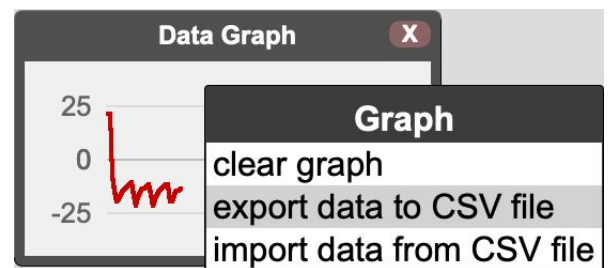 Data Graph X
25
0
-25
Graph
clear graph
export data to CSV file
import data from CSV file